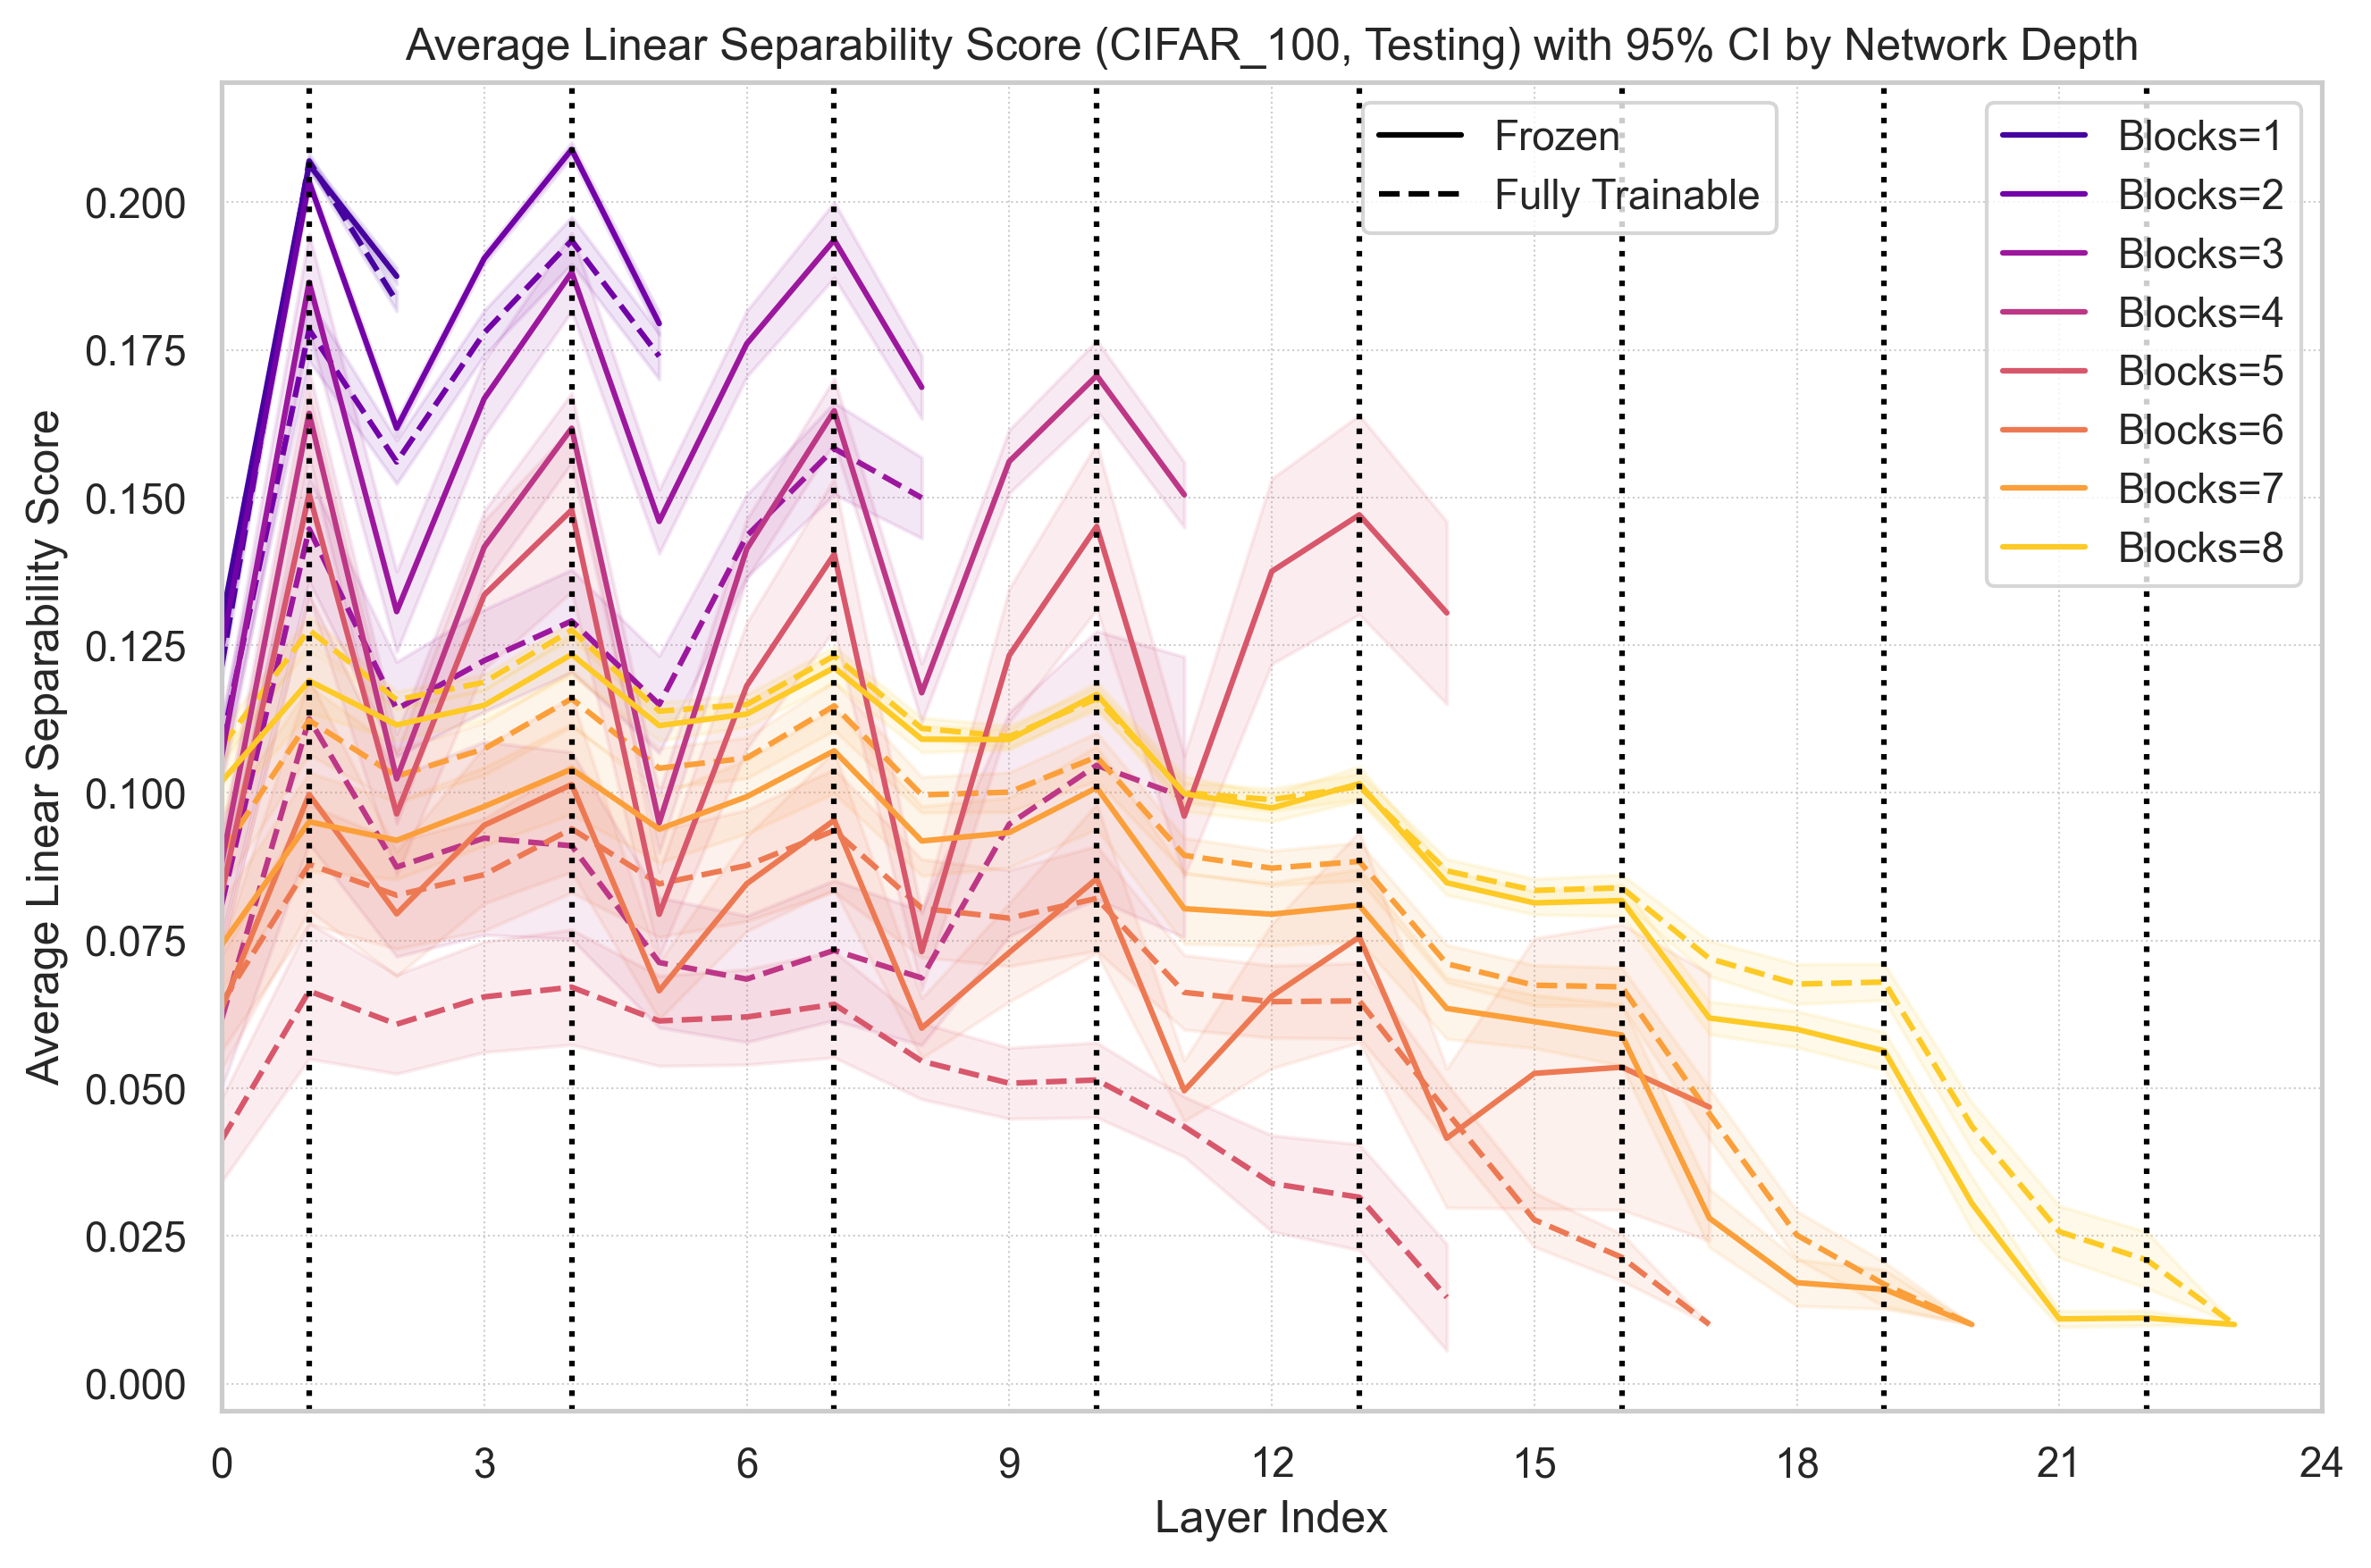 Average Linear Separability Score (CIFAR_100, Testing) with 95% CI by Network Depth
Frozen
Fully Trainable
Blocks=1
Blocks=2
Blocks=3
Blocks=4
Blocks=5
Blocks=6
Blocks=7
Blocks=8
Average Linear Separability Score
0.200
0.175
0.150
0.125
0.100
0.075
0.050
0.025
0.000
0 3 6 9 12 15 18 21 24
Layer Index